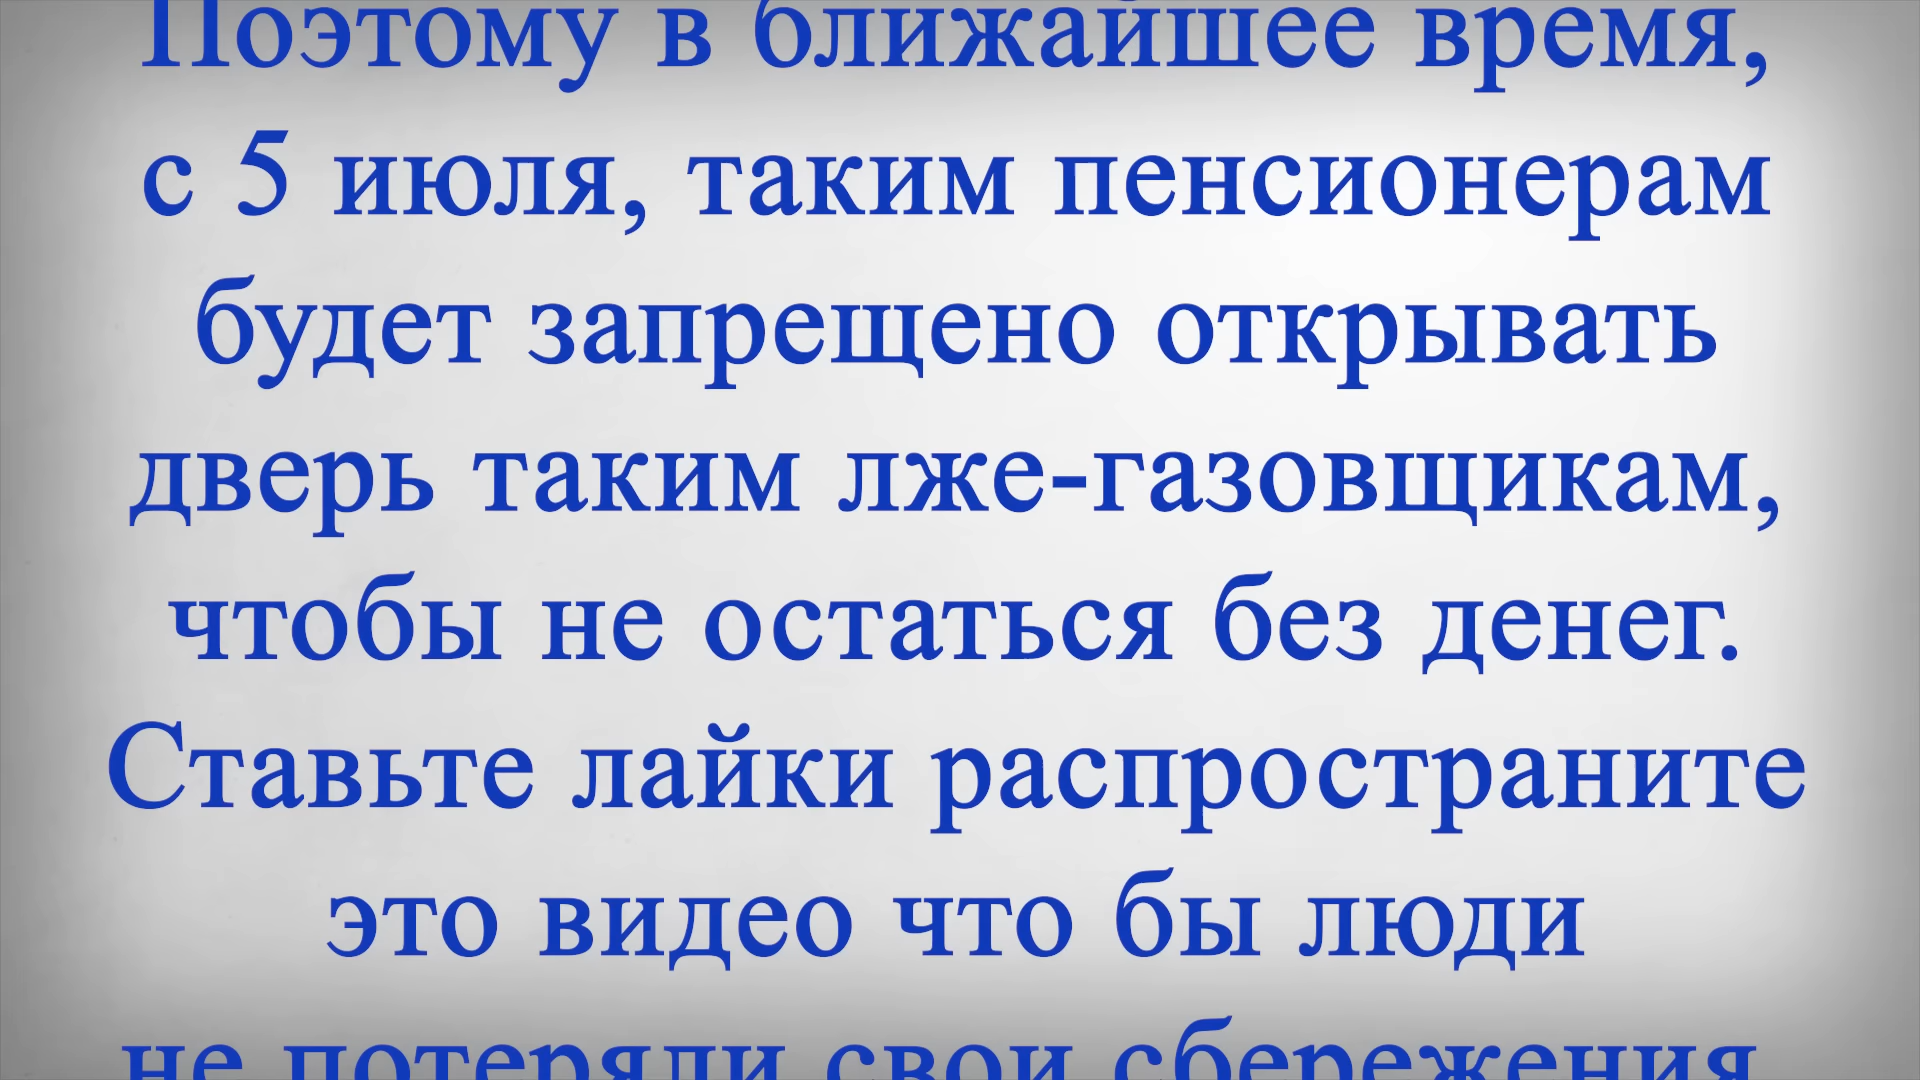 Поэтому в ближайшее время,
с 5 июля, таким пенсионерам
будет запрещено открывать
дверь таким лже-газовщикам,
чтобы не остаться без денег.
Ставьте лайки распространите
это видео что бы люди
не потеряли свои сбережения